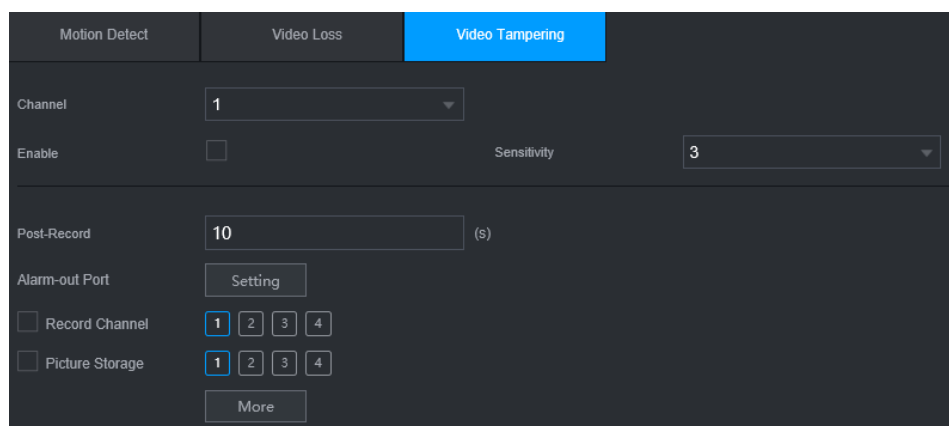 Motion Detect Video Loss Video Tampering
Channel 1
Enable Sensitivity 3
Post-Record 10 (s)
Alarm-out Port Setting
Record Channel 1 2 3 4
Picture Storage 1 2 3 4
More